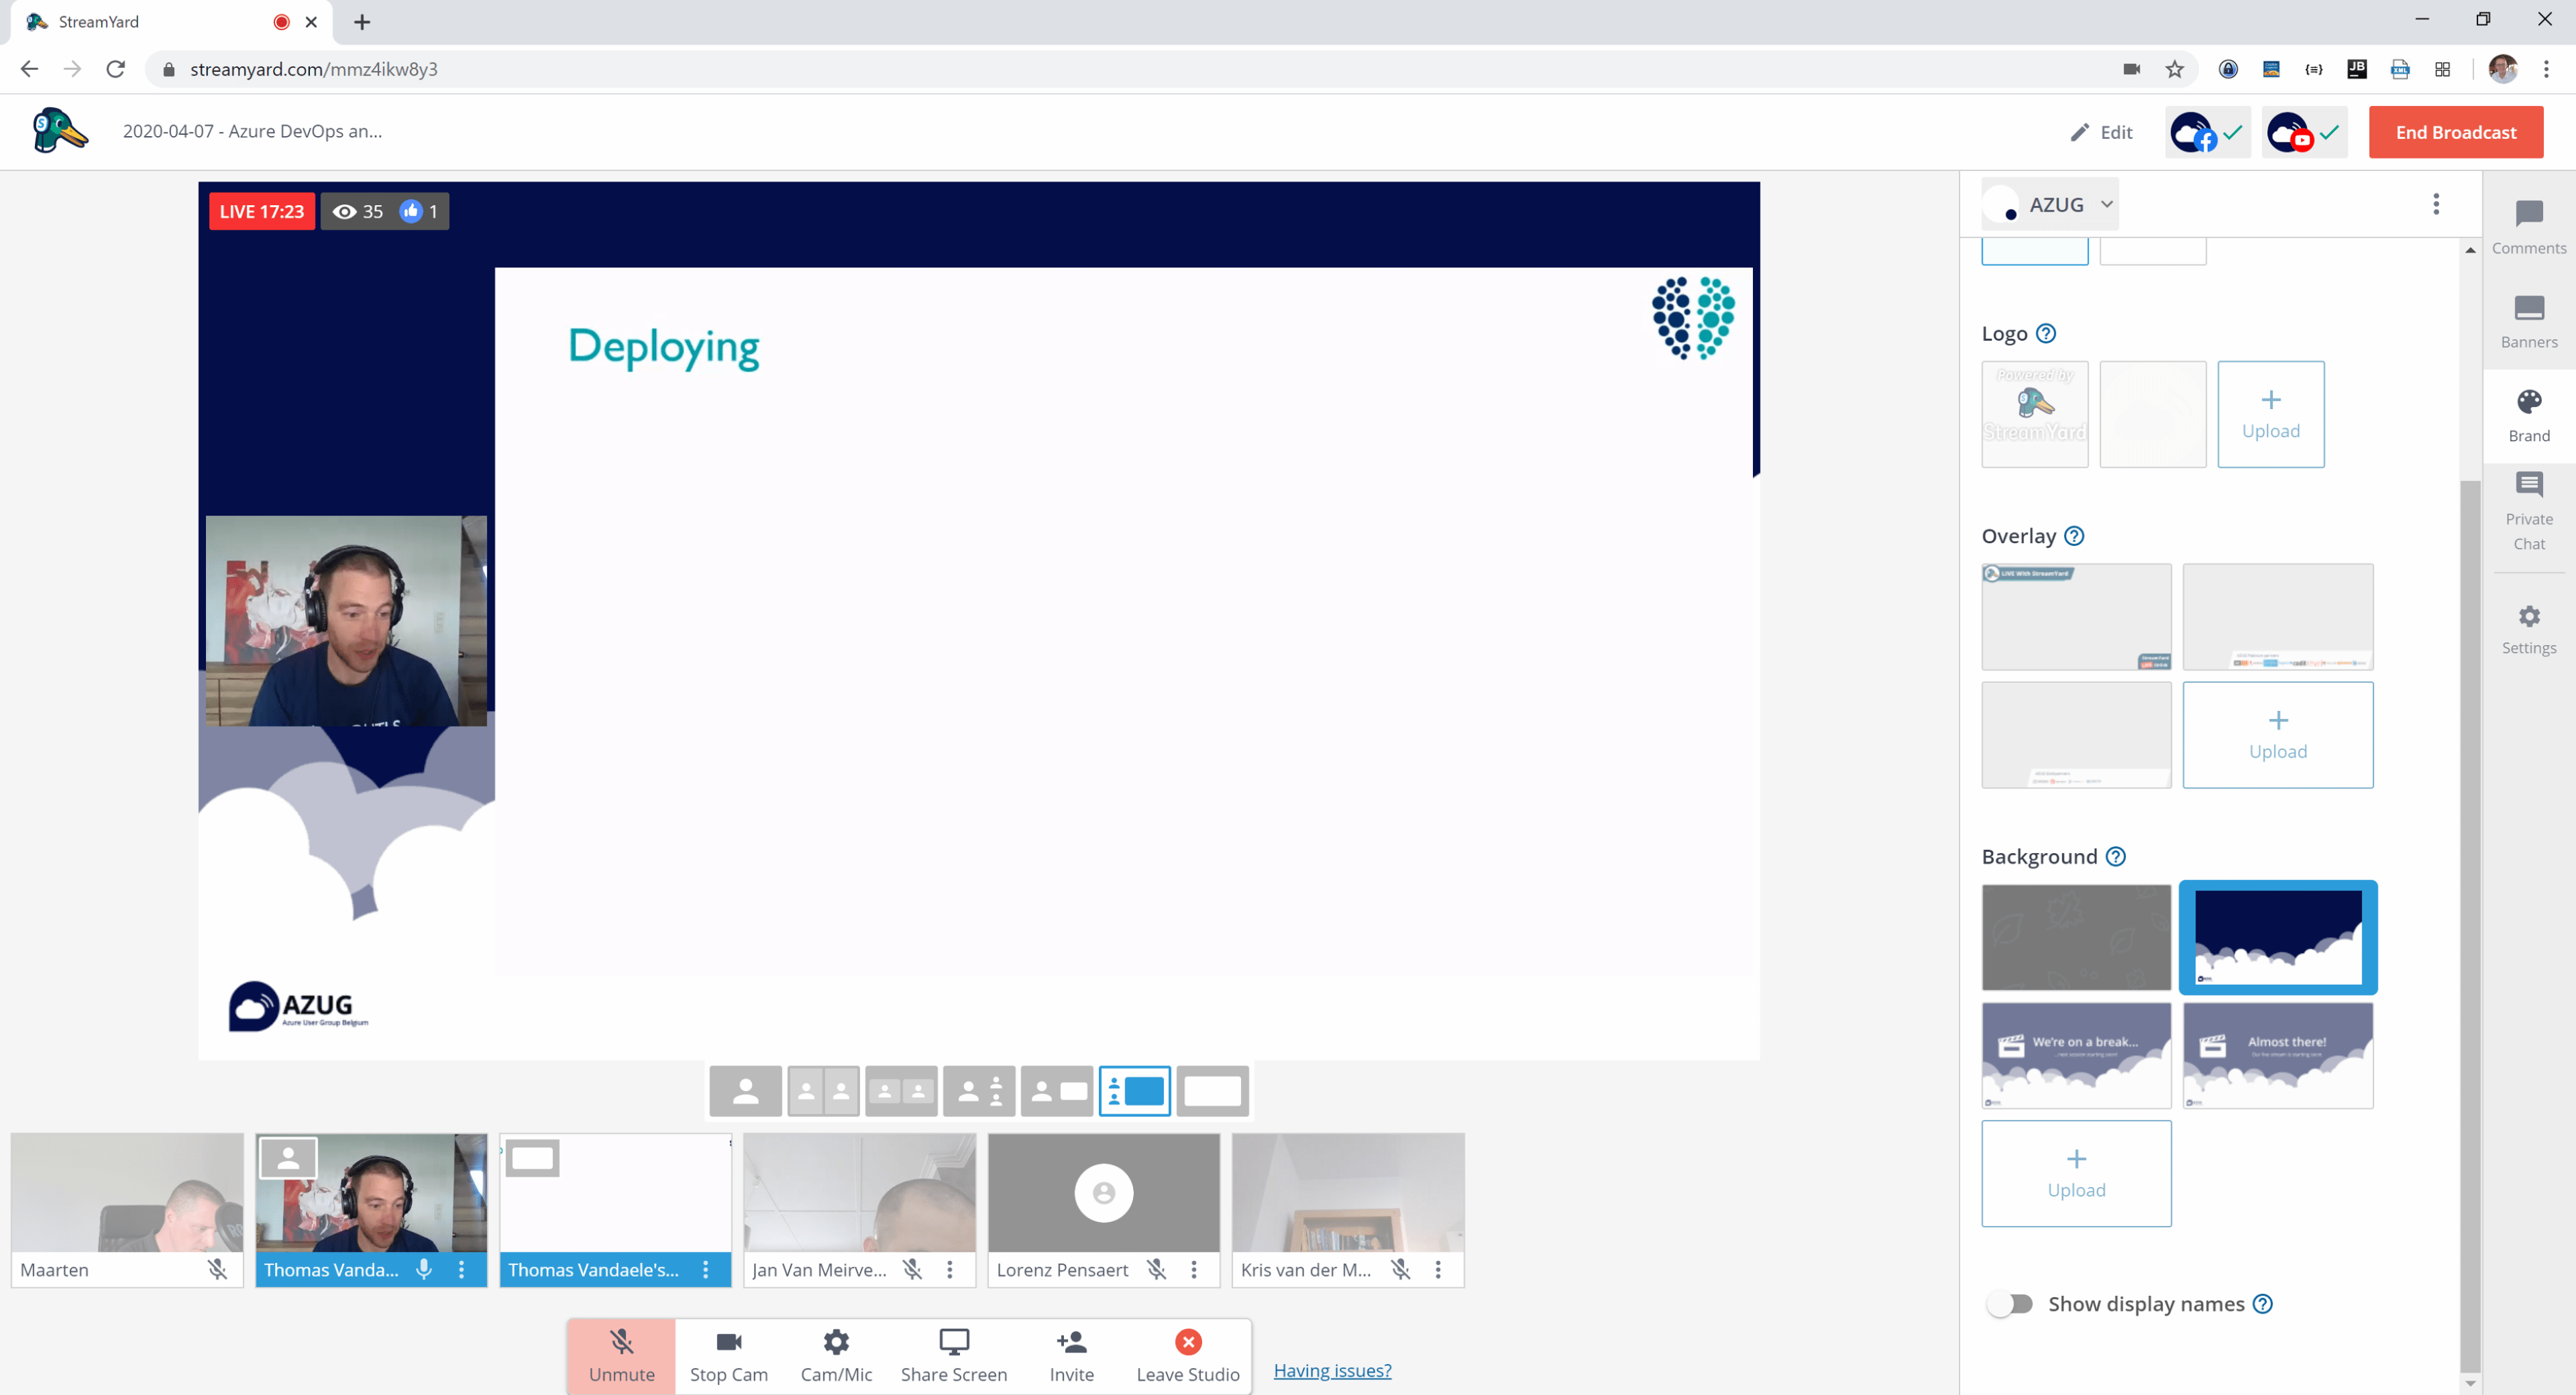 StreamYard
streamyard.com/mmz4ikw8y3
2020-04-07 - Azure DevOps an...
Edit
End Broadcast
LIVE 17:23
35
1
Deploying
AZUG
Azure User Group Belgium
AZUG
Logo
Powered by
StreamYard
Upload
Overlay
LIVE With StreamYard
Upload
Background
We're on a break...
Almost there!
Upload
Show display names
Comments
Banners
Brand
Private
Chat
Settings
Maarten
Thomas Vanda...
Thomas Vandaele's...
Jan Van Meirve...
Lorenz Pensaert
Kris van der M...
Unmute
Stop Cam
Cam/Mic
Share Screen
Invite
Leave Studio
Having issues?